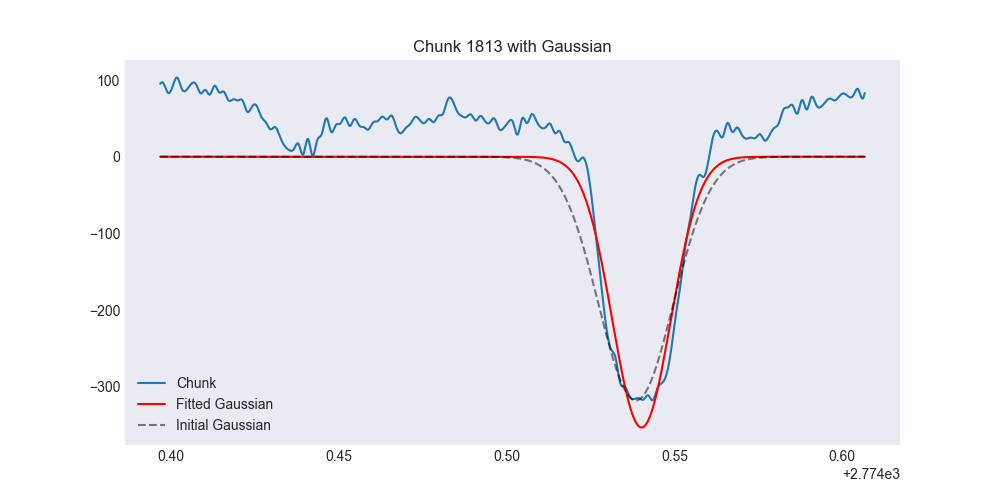 Chunk 1813 with Gaussian
100
0
−100
−200
−300
Chunk
Fitted Gaussian
Initial Gaussian
0.40 0.45 0.50 0.55 0.60
+2.774e3